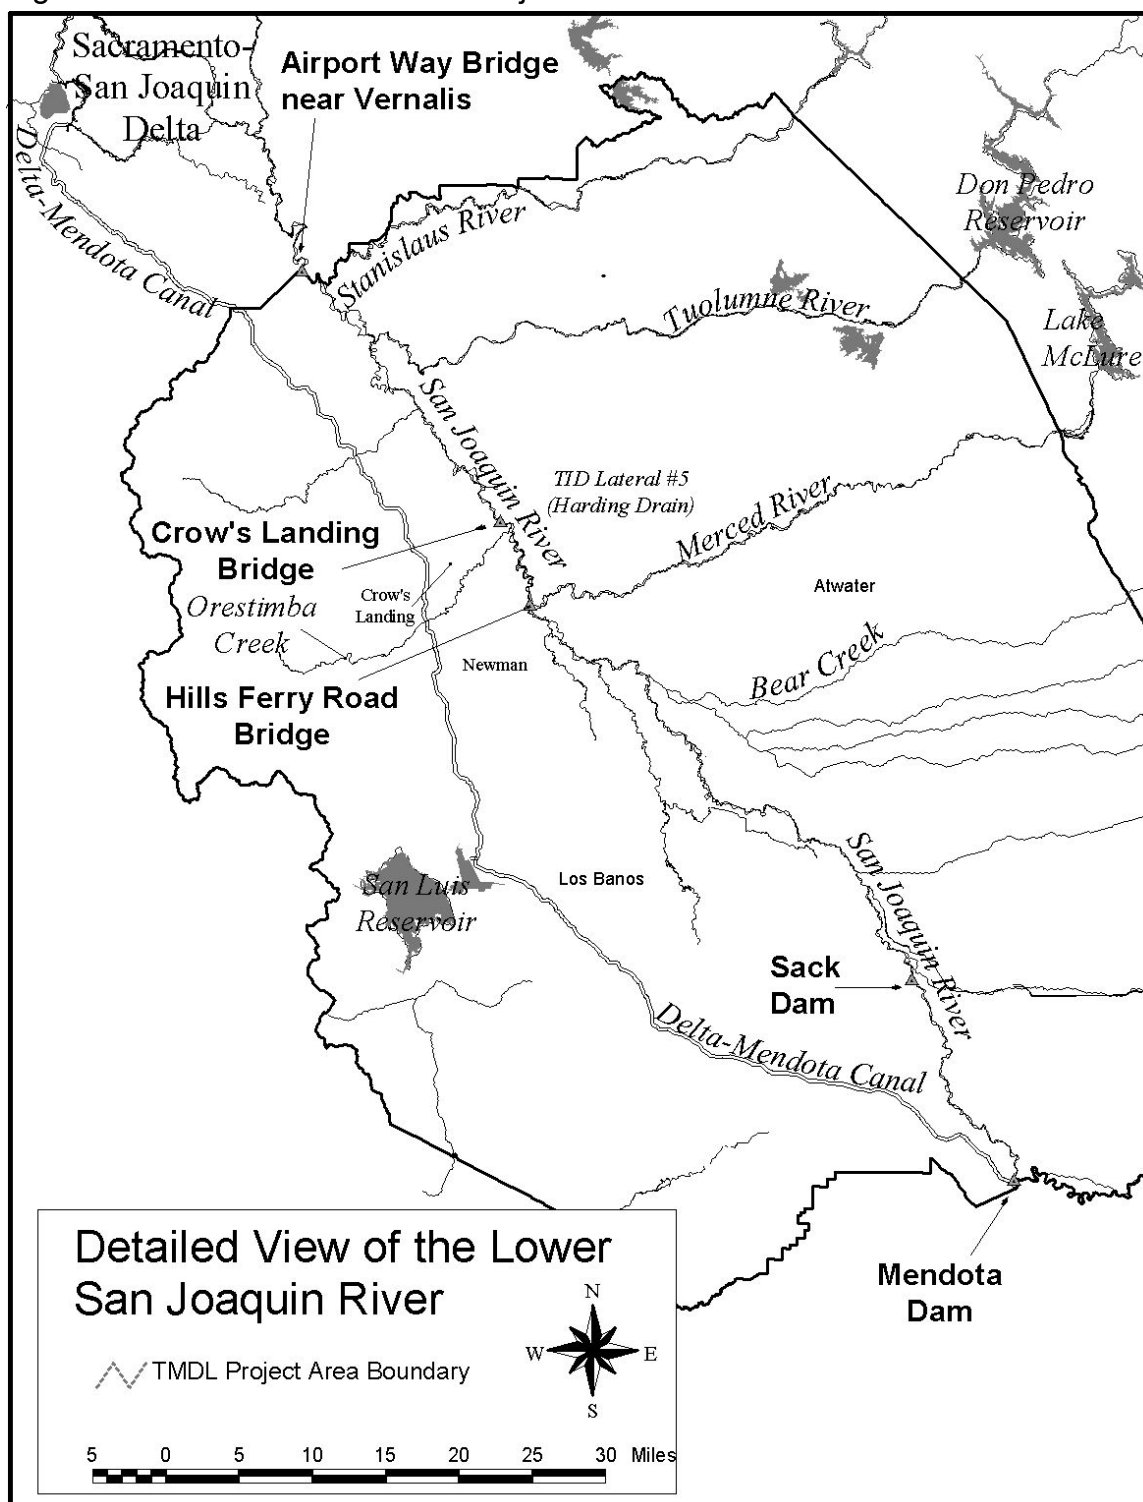 Sacramento-
San Joaquin
Delta
Airport Way Bridge
near Vernalis
Delta-Mendota Canal
Stanislaus River
Don Pedro
Reservoir
Tuolumne River
Lake
McLure
San Joaquin River
TID Lateral #5
(Harding Drain)
Merced River
Crow's Landing
Bridge
Crow's
Landing
Atwater
Orestimba
Creek
Newman
Bear Creek
Hills Ferry Road
Bridge
San Luis
Reservoir
Los Banos
San Joaquin River
Sack
Dam
Delta-Mendota Canal
Mendota
Dam
Detailed View of the Lower
San Joaquin River
N
W E
S
TMDL Project Area Boundary
5 0 5 10 15 20 25 30 Miles